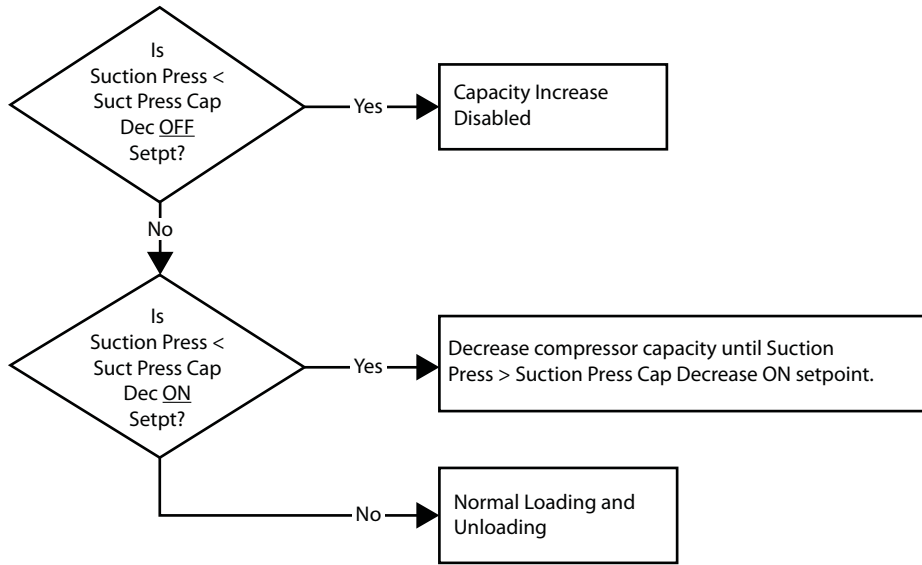 Is
Suction Press <
Suct Press Cap
Dec OFF
Setpt?
Yes
Capacity Increase
Disabled
No
Is
Suction Press <
Suct Press Cap
Dec ON
Setpt?
Yes
Decrease compressor capacity until Suction
Press > Suction Press Cap Decrease ON setpoint.
No
Normal Loading and
Unloading